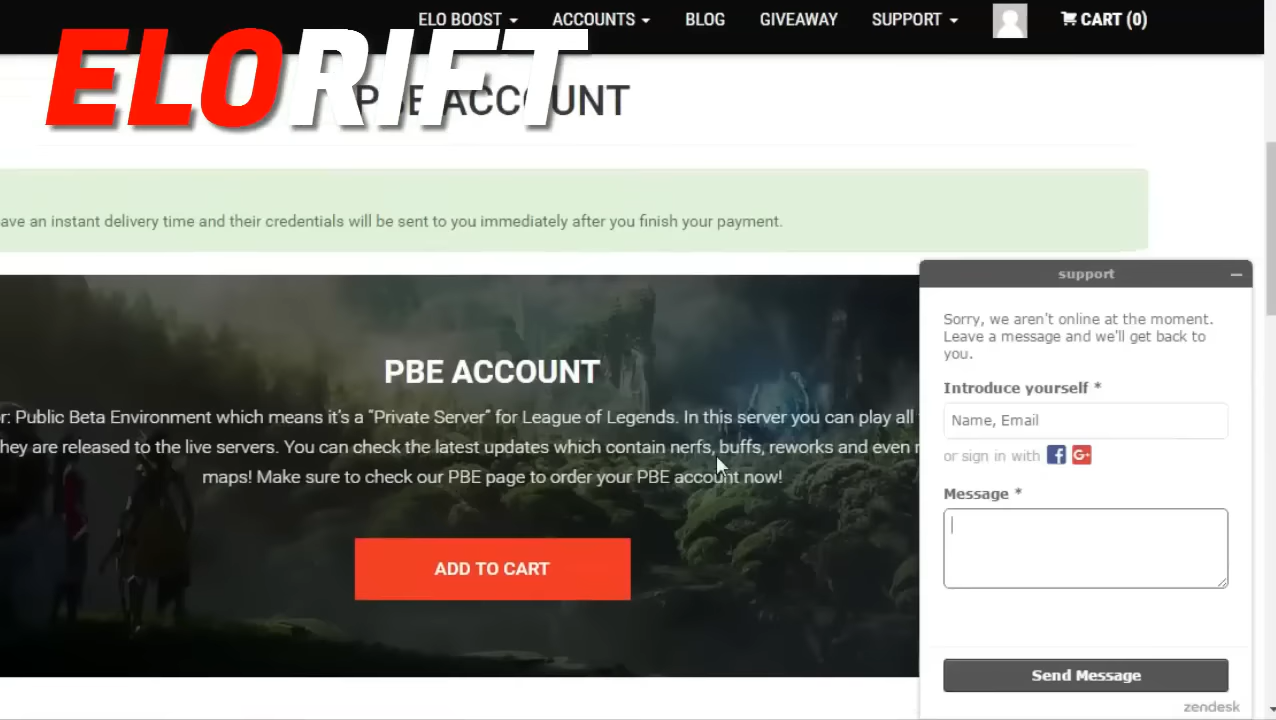 ELO BOOST ACCOUNTS BLOG GIVEAWAY SUPPORT CART (0)
ELORIFT
PBE ACCOUNT
ave an instant delivery time and their credentials will be sent to you immediately after you finish your payment.
PBE ACCOUNT
r: Public Beta Environment which means it's a "Private Server" for League of Legends. In this server you can play all
hey are released to the live servers. You can check the latest updates which contain nerfs, buffs, reworks and even
maps! Make sure to check our PBE page to order your PBE account now!
ADD TO CART
support
Sorry, we aren't online at the moment.
Leave a message and we'll get back to
you.
Introduce yourself *
Name, Email
or sign in with f G+
Message *
Send Message
zendesk